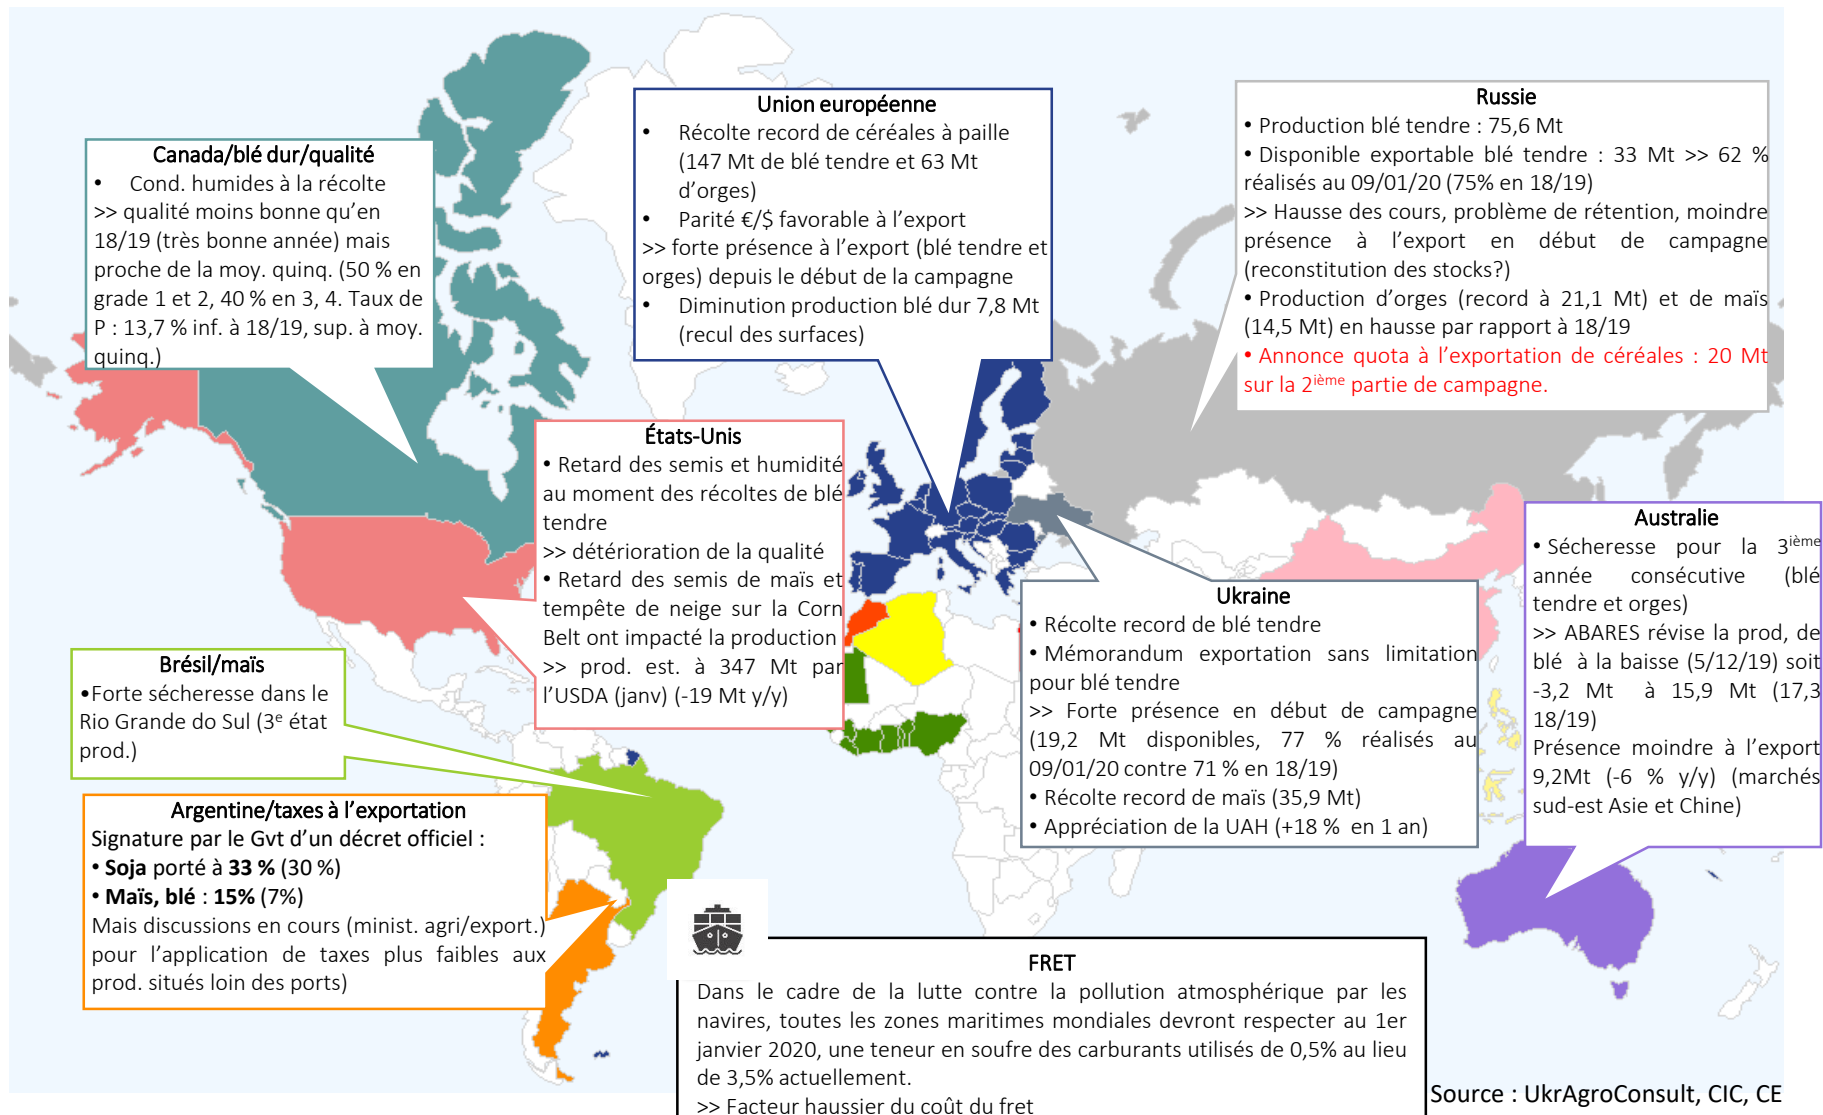 Canada/blé dur/qualité
• Cond. humides à la récolte
>> qualité moins bonne qu'en
18/19 (très bonne année) mais
proche de la moy. quinq. (50 % en
grade 1 et 2, 40 % en 3, 4. Taux de
P : 13,7 % inf. à 18/19, sup. à moy.
quinq.)
Union européenne
• Récolte record de céréales à paille
(147 Mt de blé tendre et 63 Mt
d'orges)
• Parité €/$ favorable à l'export
>> forte présence à l'export (blé tendre et
orges) depuis le début de la campagne
• Diminution production blé dur 7,8 Mt
(recul des surfaces)
Russie
• Production blé tendre : 75,6 Mt
• Disponible exportable blé tendre : 33 Mt >> 62 %
réalisés au 09/01/20 (75% en 18/19)
>> Hausse des cours, problème de rétention, moindre
présence à l'export en début de campagne
(reconstitution des stocks?)
• Production d'orges (record à 21,1 Mt) et de maïs
(14,5 Mt) en hausse par rapport à 18/19
• Annonce quota à l'exportation de céréales : 20 Mt
sur la 2ième partie de campagne.
États-Unis
• Retard des semis et humidité
au moment des récoltes de blé
tendre
>> détérioration de la qualité
• Retard des semis de maïs et
tempête de neige sur la Corn
Belt ont impacté la production
>> prod. est. à 347 Mt par
l'USDA (janv) (-19 Mt y/y)
Ukraine
• Récolte record de blé tendre
• Mémorandum exportation sans limitation
pour blé tendre
>> Forte présence en début de campagne
(19,2 Mt disponibles, 77 % réalisés au
09/01/20 contre 71 % en 18/19)
• Récolte record de maïs (35,9 Mt)
• Appréciation de la UAH (+18 % en 1 an)
Australie
• Sécheresse pour la 3ième
année consécutive (blé
tendre et orges)
>> ABARES révise la prod, de
blé à la baisse (5/12/19) soit
-3,2 Mt à 15,9 Mt (17,3
18/19)
Présence moindre à l'export
9,2Mt (-6 % y/y) (marchés
sud-est Asie et Chine)
Brésil/maïs
•Forte sécheresse dans le
Rio Grande do Sul (3e état
prod.)
Argentine/taxes à l'exportation
Signature par le Gvt d'un décret officiel :
• Soja porté à 33 % (30 %)
• Maïs, blé : 15% (7%)
Mais discussions en cours (minist. agri/export.)
pour l'application de taxes plus faibles aux
prod. situés loin des ports)
FRET
Dans le cadre de la lutte contre la pollution atmosphérique par les
navires, toutes les zones maritimes mondiales devront respecter au 1er
janvier 2020, une teneur en soufre des carburants utilisés de 0,5% au lieu
de 3,5% actuellement.
>> Facteur haussier du coût du fret
Source : UkrAgroConsult, CIC, CE